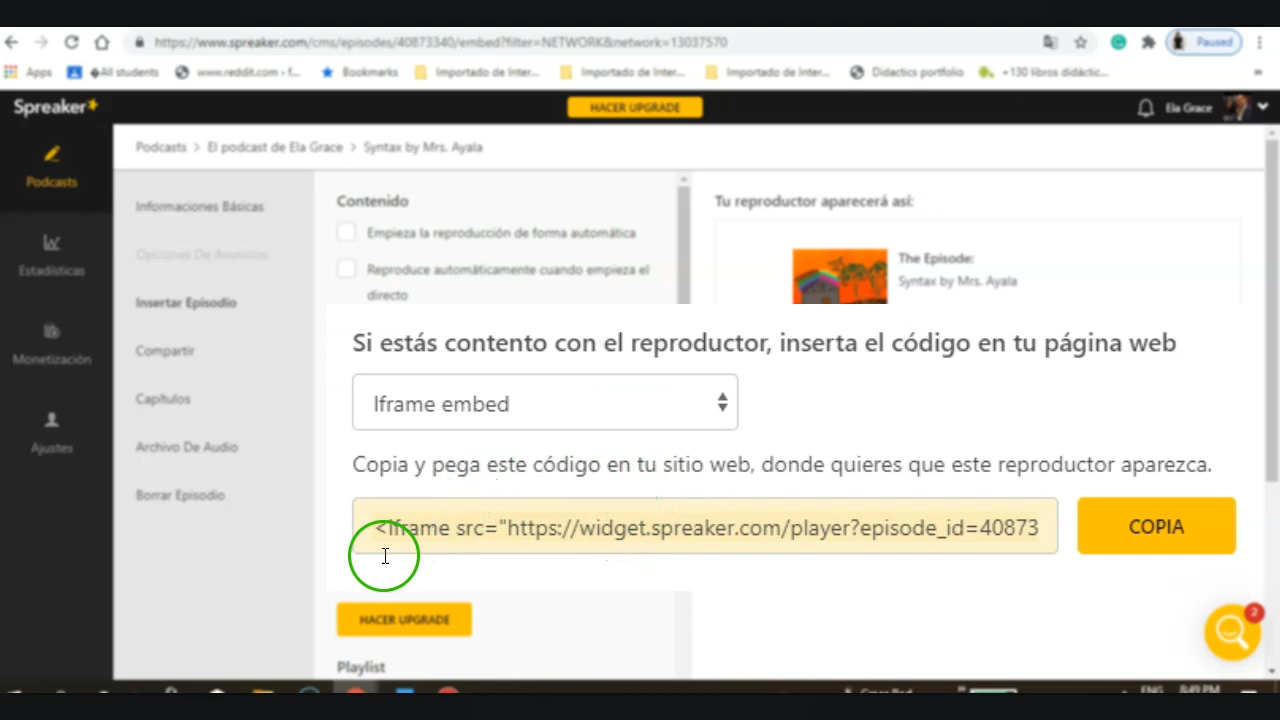 https://www.spreaker.com/cms/episodes/40873340/embed?filter=NETWORK&network=13037570
Paused
Apps
All students
www.reddit.com › f...
Bookmarks
Importado de Inter...
Importado de Inter...
Importado de Inter...
Didactics portfolio
+130 libros didáctic...
»
Spreaker
HACER UPGRADE
Ela Grace
Podcasts
Estadísticas
Monetización
Ajustes
Podcasts > El podcast de Ela Grace > Syntax by Mrs. Ayala
Informaciones Básicas
Opciones De Anuncios
Insertar Episodio
Compartir
Capítulos
Archivo De Audio
Borrar Episodio
Contenido
Empieza la reproducción de forma automática
Reproduce automáticamente cuando empieza el
directo
Tu reproductor aparecerá así:
The Episode:
Syntax by Mrs. Ayala
Si estás contento con el reproductor, inserta el código en tu página web
Iframe embed
Copia y pega este código en tu sitio web, donde quieres que este reproductor aparezca.
<iframe src="https://widget.spreaker.com/player?episode_id=40873
COPIA
HACER UPGRADE
Playlist
2
ENG
8:49 PM